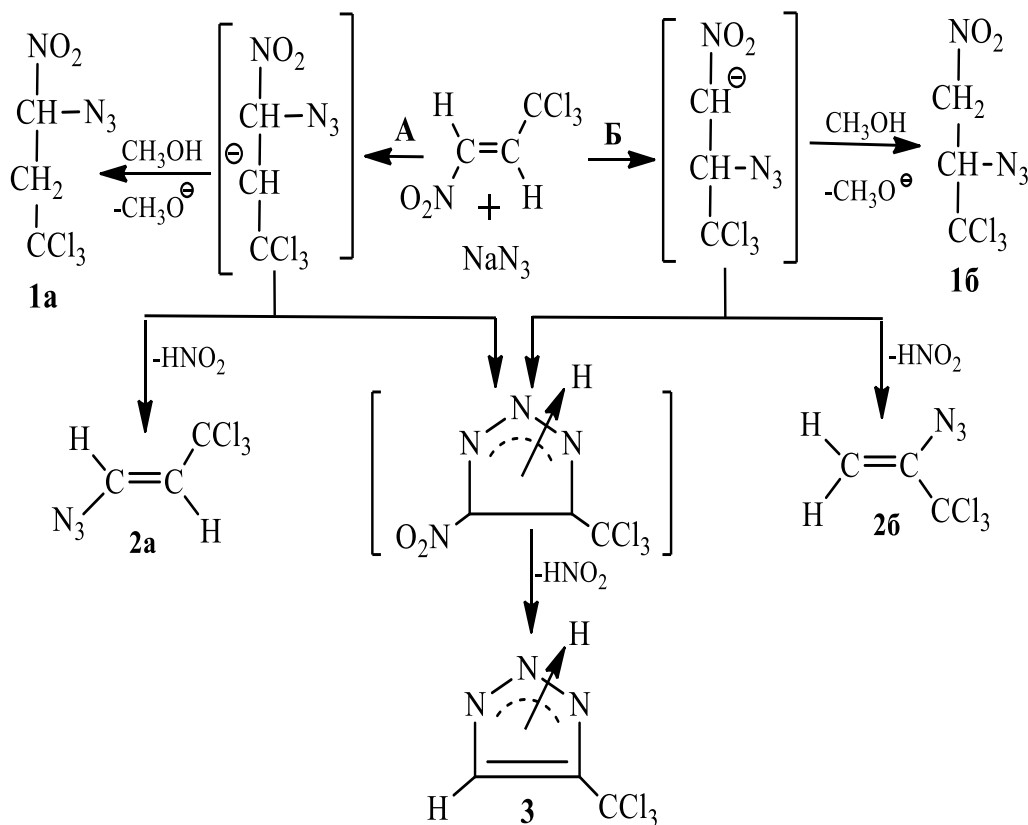 NO₂
CH–N₃
CH₂
CCl₃
1а
CH₃OH
-CH₃O⊖
NO₂
CH–N₃
⊖
CH
CCl₃
А
H
CCl₃
C=C
O₂N
H
+
NaN₃
Б
NO₂
⊖
CH
CH–N₃
CCl₃
CH₃OH
-CH₃O⊖
NO₂
CH₂
CH–N₃
CCl₃
1б
-HNO₂
H
CCl₃
C=C
N₃
H
2а
H
N
N
N
O₂N
CCl₃
-HNO₂
H
N₃
C
H
CCl₃
2б
-HNO₂
H
N
N
N
H
CCl₃
3